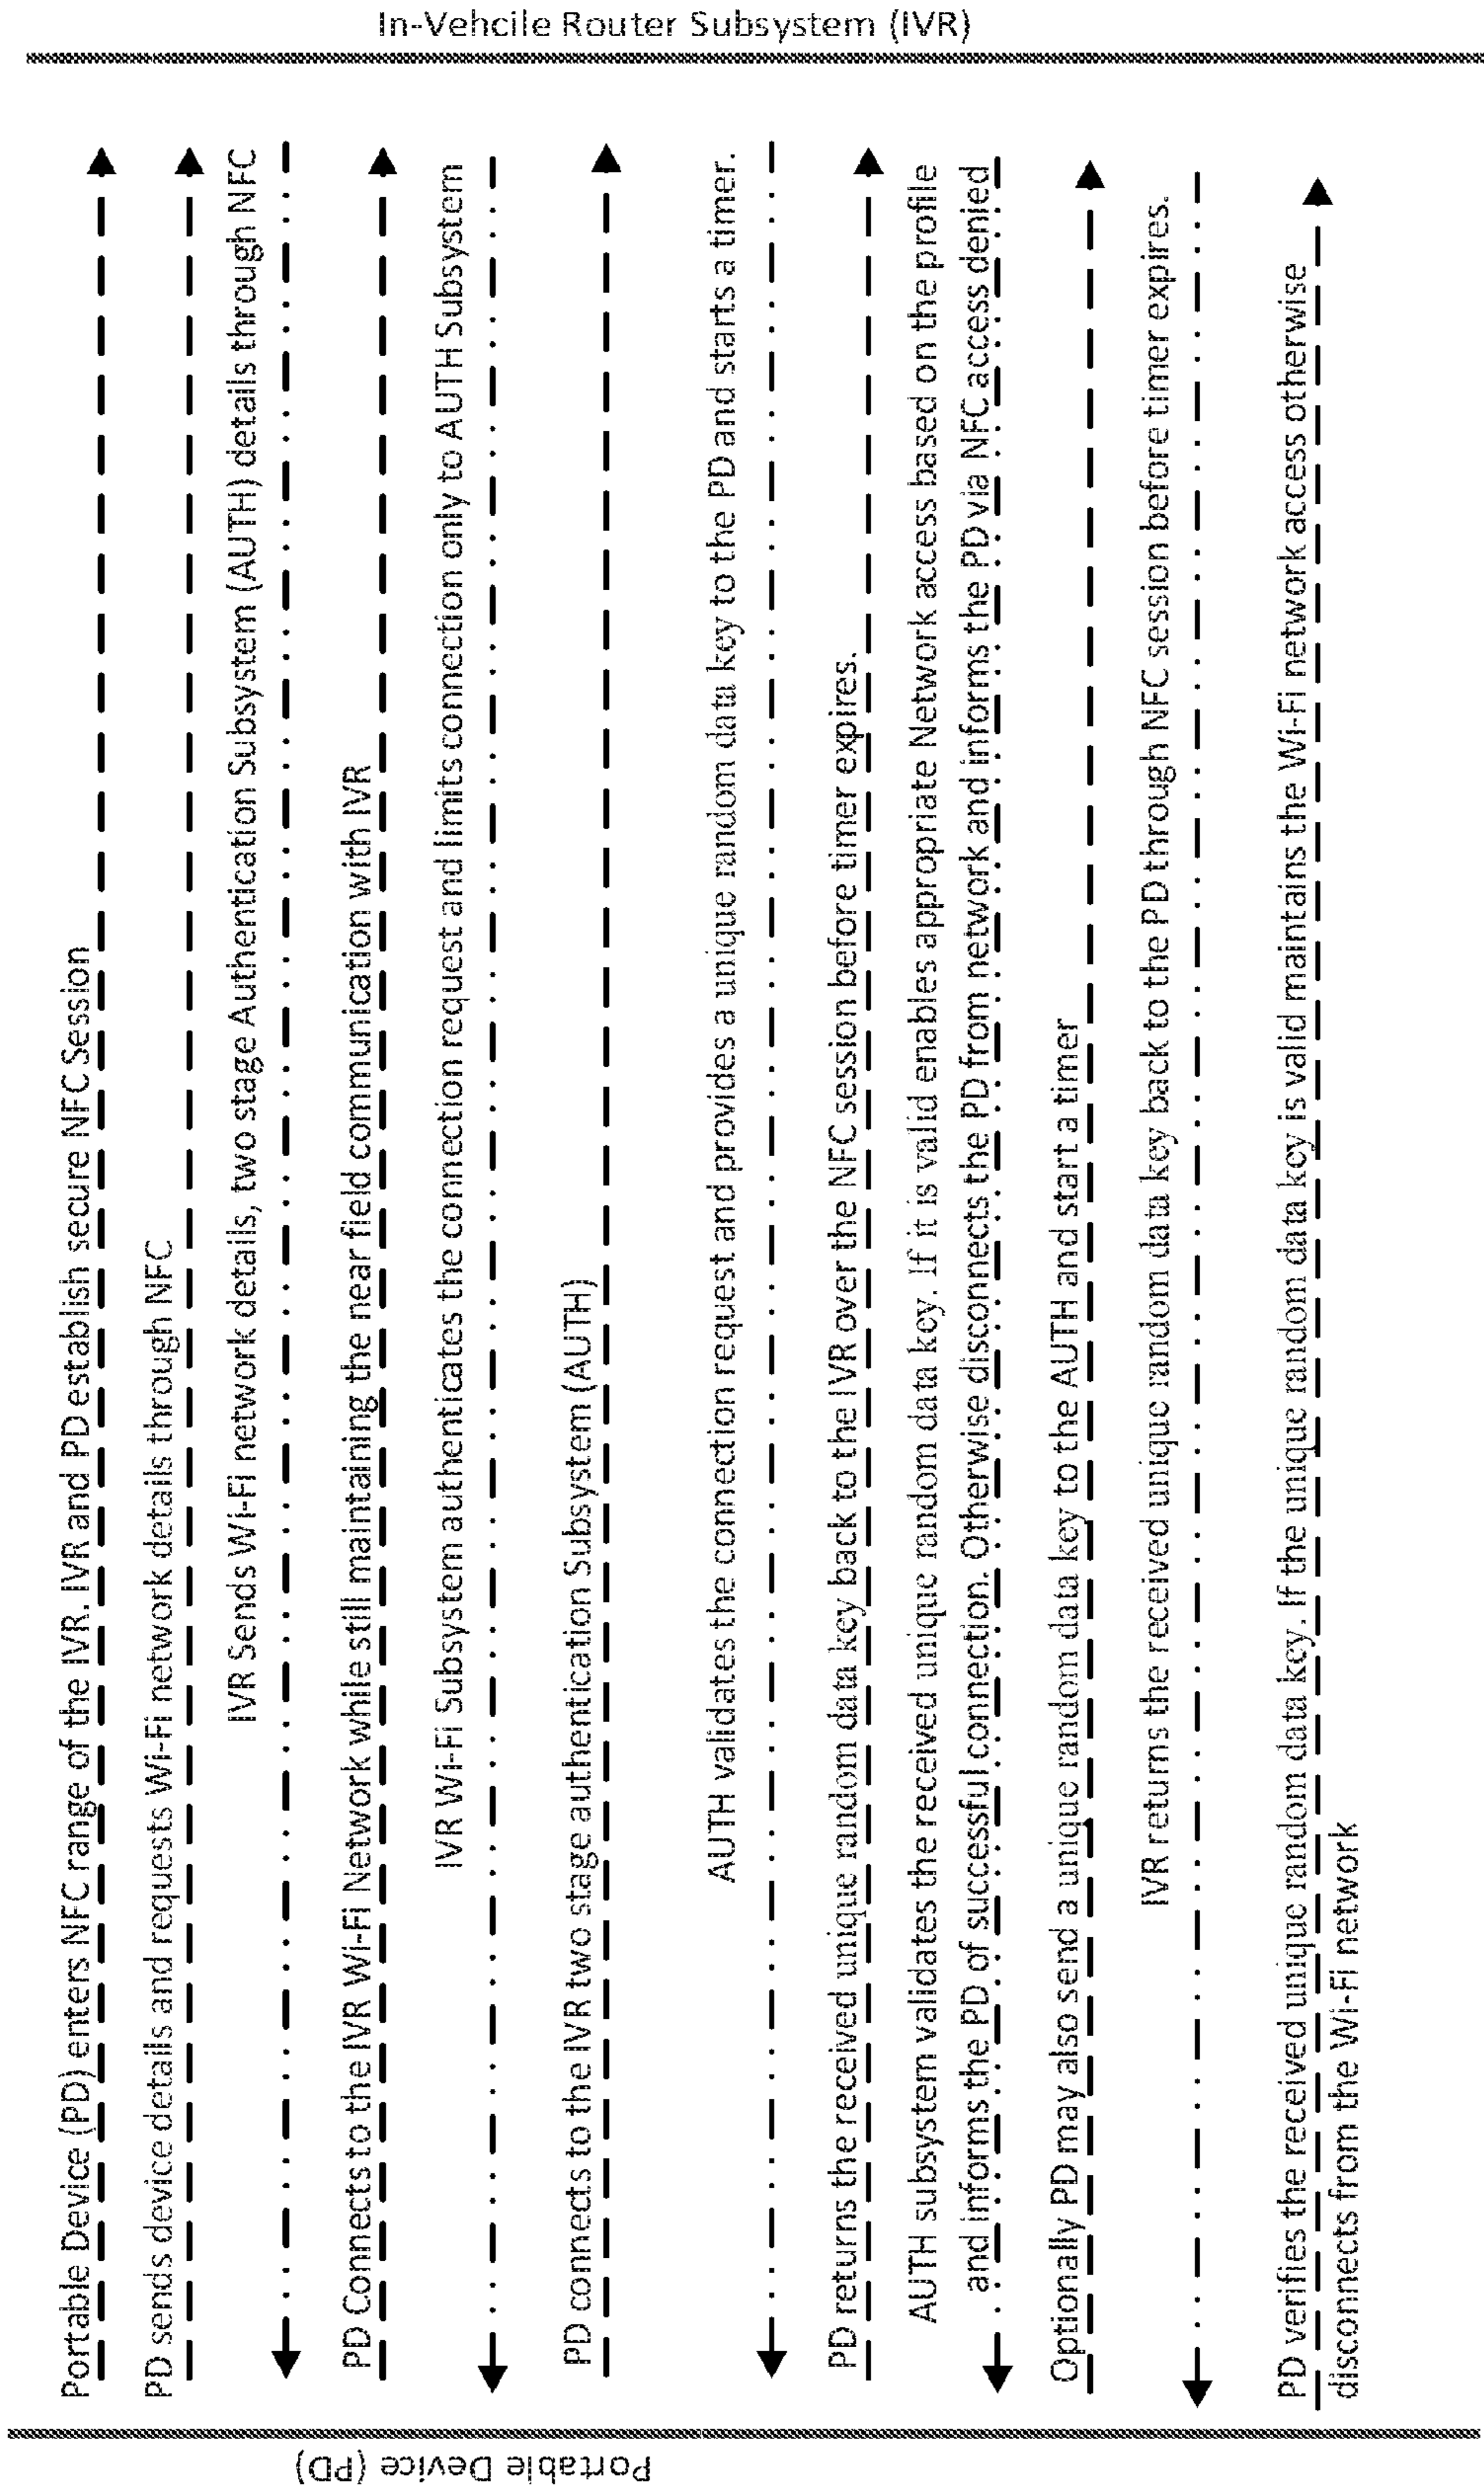 In-Vehcile Router Subsystem (IVR)
Portable Device (PD) enters NFC range of the IVR. IVR and PD establish secure NFC Session
PD sends device details and requests Wi-Fi network details through NFC
IVR Sends Wi-Fi network details, two stage Authentication Subsystem (AUTH) details through NFC
PD Connects to the IVR Wi-Fi Network while still maintaining the near field communication with IVR
IVR Wi-Fi Subsystem authenticates the connection request and limits connection only to AUTH Subsystem
PD connects to the IVR two stage authentication Subsystem (AUTH)
AUTH validates the connection request and provides a unique random data key to the PD and starts a timer.
PD returns the received unique random data key back to the IVR over the NFC session before timer expires.
AUTH subsystem validates the received unique random data key. If it is valid enables appropriate Network access based on the profile
and informs the PD of successful connection. Otherwise disconnects the PD from network and informs the PD via NFC access denied
Optionally PD may also send a unique random data key to the AUTH and start a timer
IVR returns the received unique random data key back to the PD through NFC session before timer expires.
PD verifies the received unique random data key. If the unique random data key is valid maintains the Wi-Fi network access otherwise
disconnects from the Wi-Fi network
Portable Device (PD)